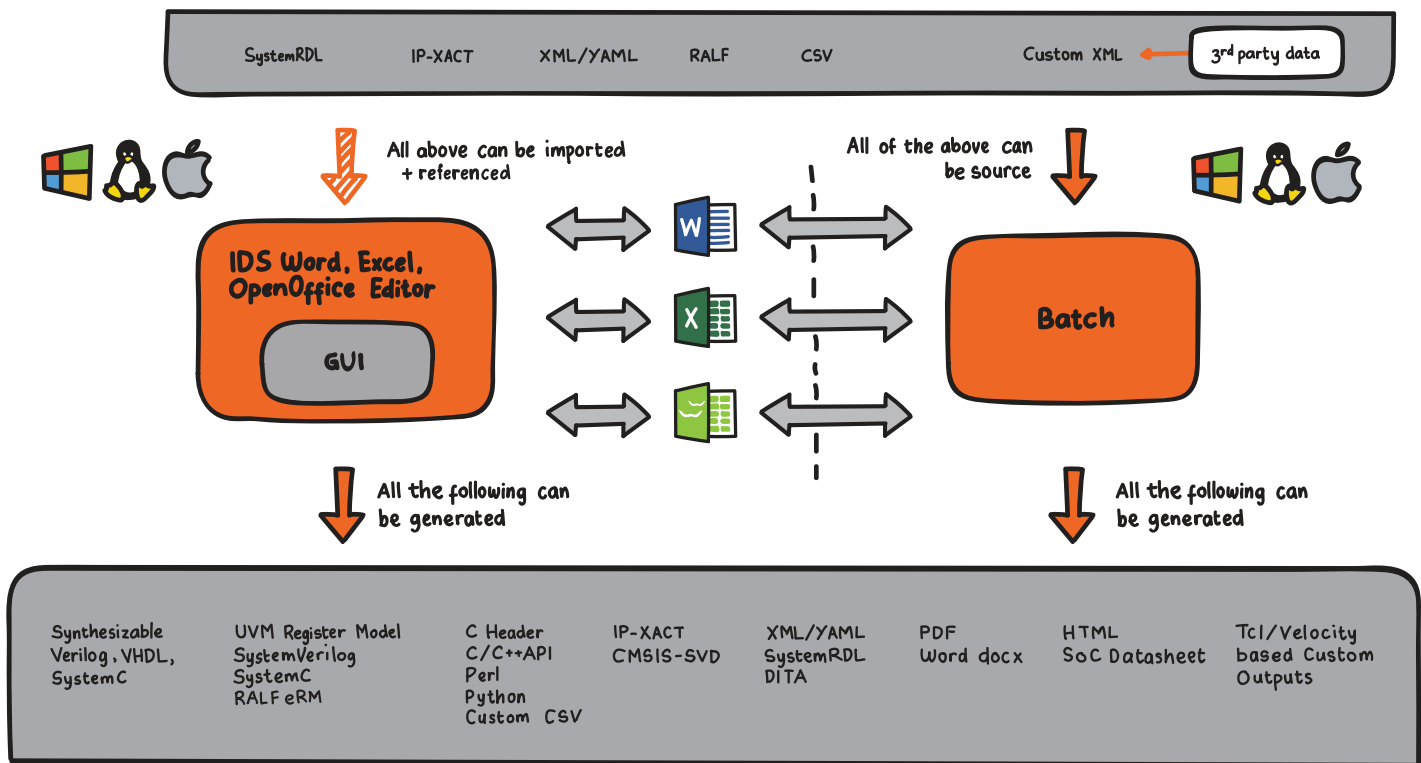 SystemRDL IP-XACT XML/YAML RALF CSV Custom XML 3rd party data
All above can be imported
+ referenced
All of the above can
be source
IDS Word, Excel,
OpenOffice Editor
GUI
W
X
Batch
All the following can
be generated
All the following can
be generated
Synthesizable
Verilog, VHDL,
SystemC
UVM Register Model
SystemVerilog
SystemC
RALF eRM
C Header
C/C++API
Perl
Python
Custom CSV
IP-XACT
CMSIS-SVD
XML/YAML
SystemRDL
DITA
PDF
Word docx
HTML
SoC Datasheet
Tcl/Velocity
based Custom
Outputs